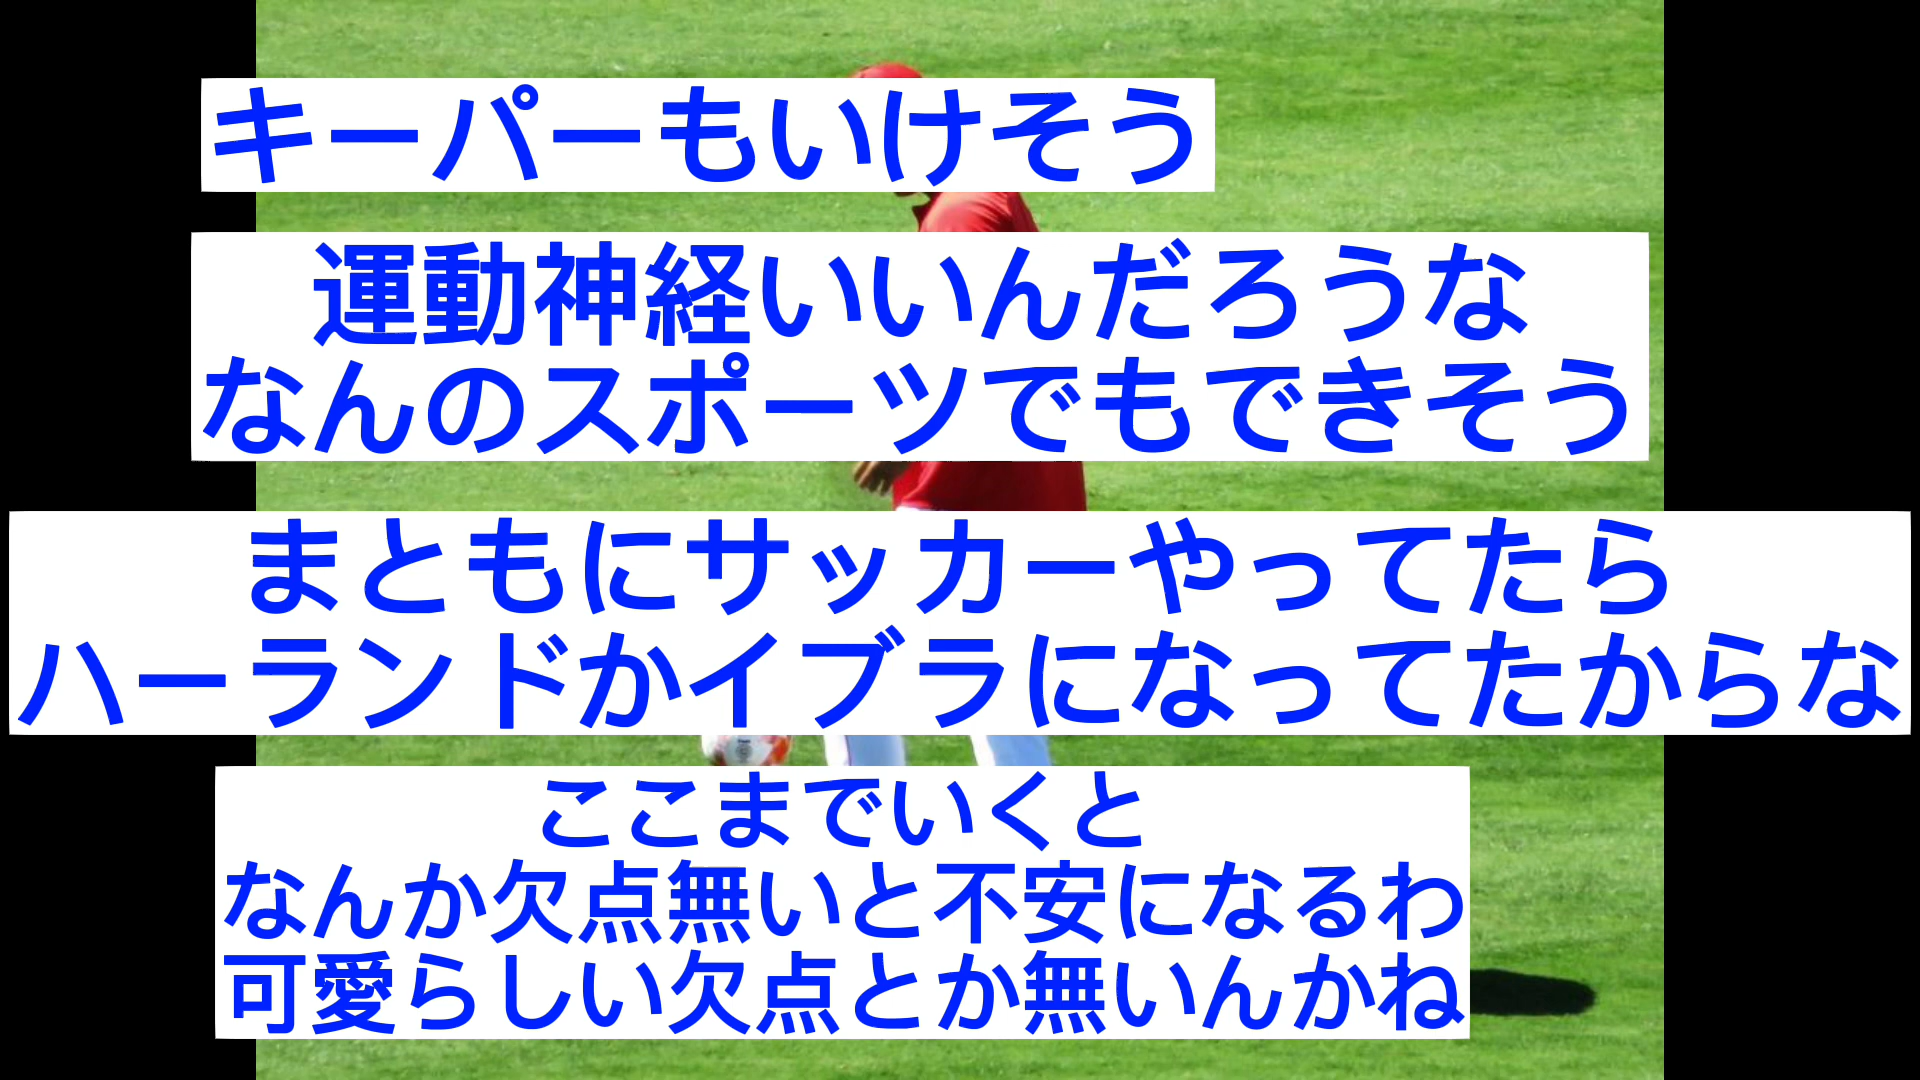 キーパーもいけそう
運動神経いいんだろうな
なんのスポーツでもできそう
まともにサッカーやってたら
ハーランドかイブラになってたからな
ここまでいくと
なんか欠点無いと不安になるわ
可愛らしい欠点とか無いんかね